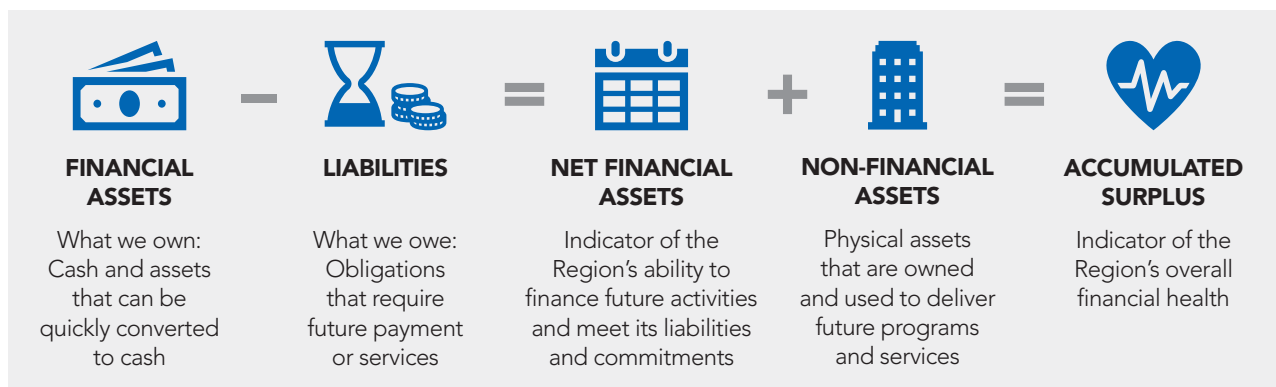 −
=
+
=
FINANCIAL
ASSETS
What we own:
Cash and assets
that can be
quickly converted
to cash
LIABILITIES
What we owe:
Obligations
that require
future payment
or services
NET FINANCIAL
ASSETS
Indicator of the
Region’s ability to
finance future activities
and meet its liabilities
and commitments
NON-FINANCIAL
ASSETS
Physical assets
that are owned
and used to deliver
future programs
and services
ACCUMULATED
SURPLUS
Indicator of the
Region’s overall
financial health